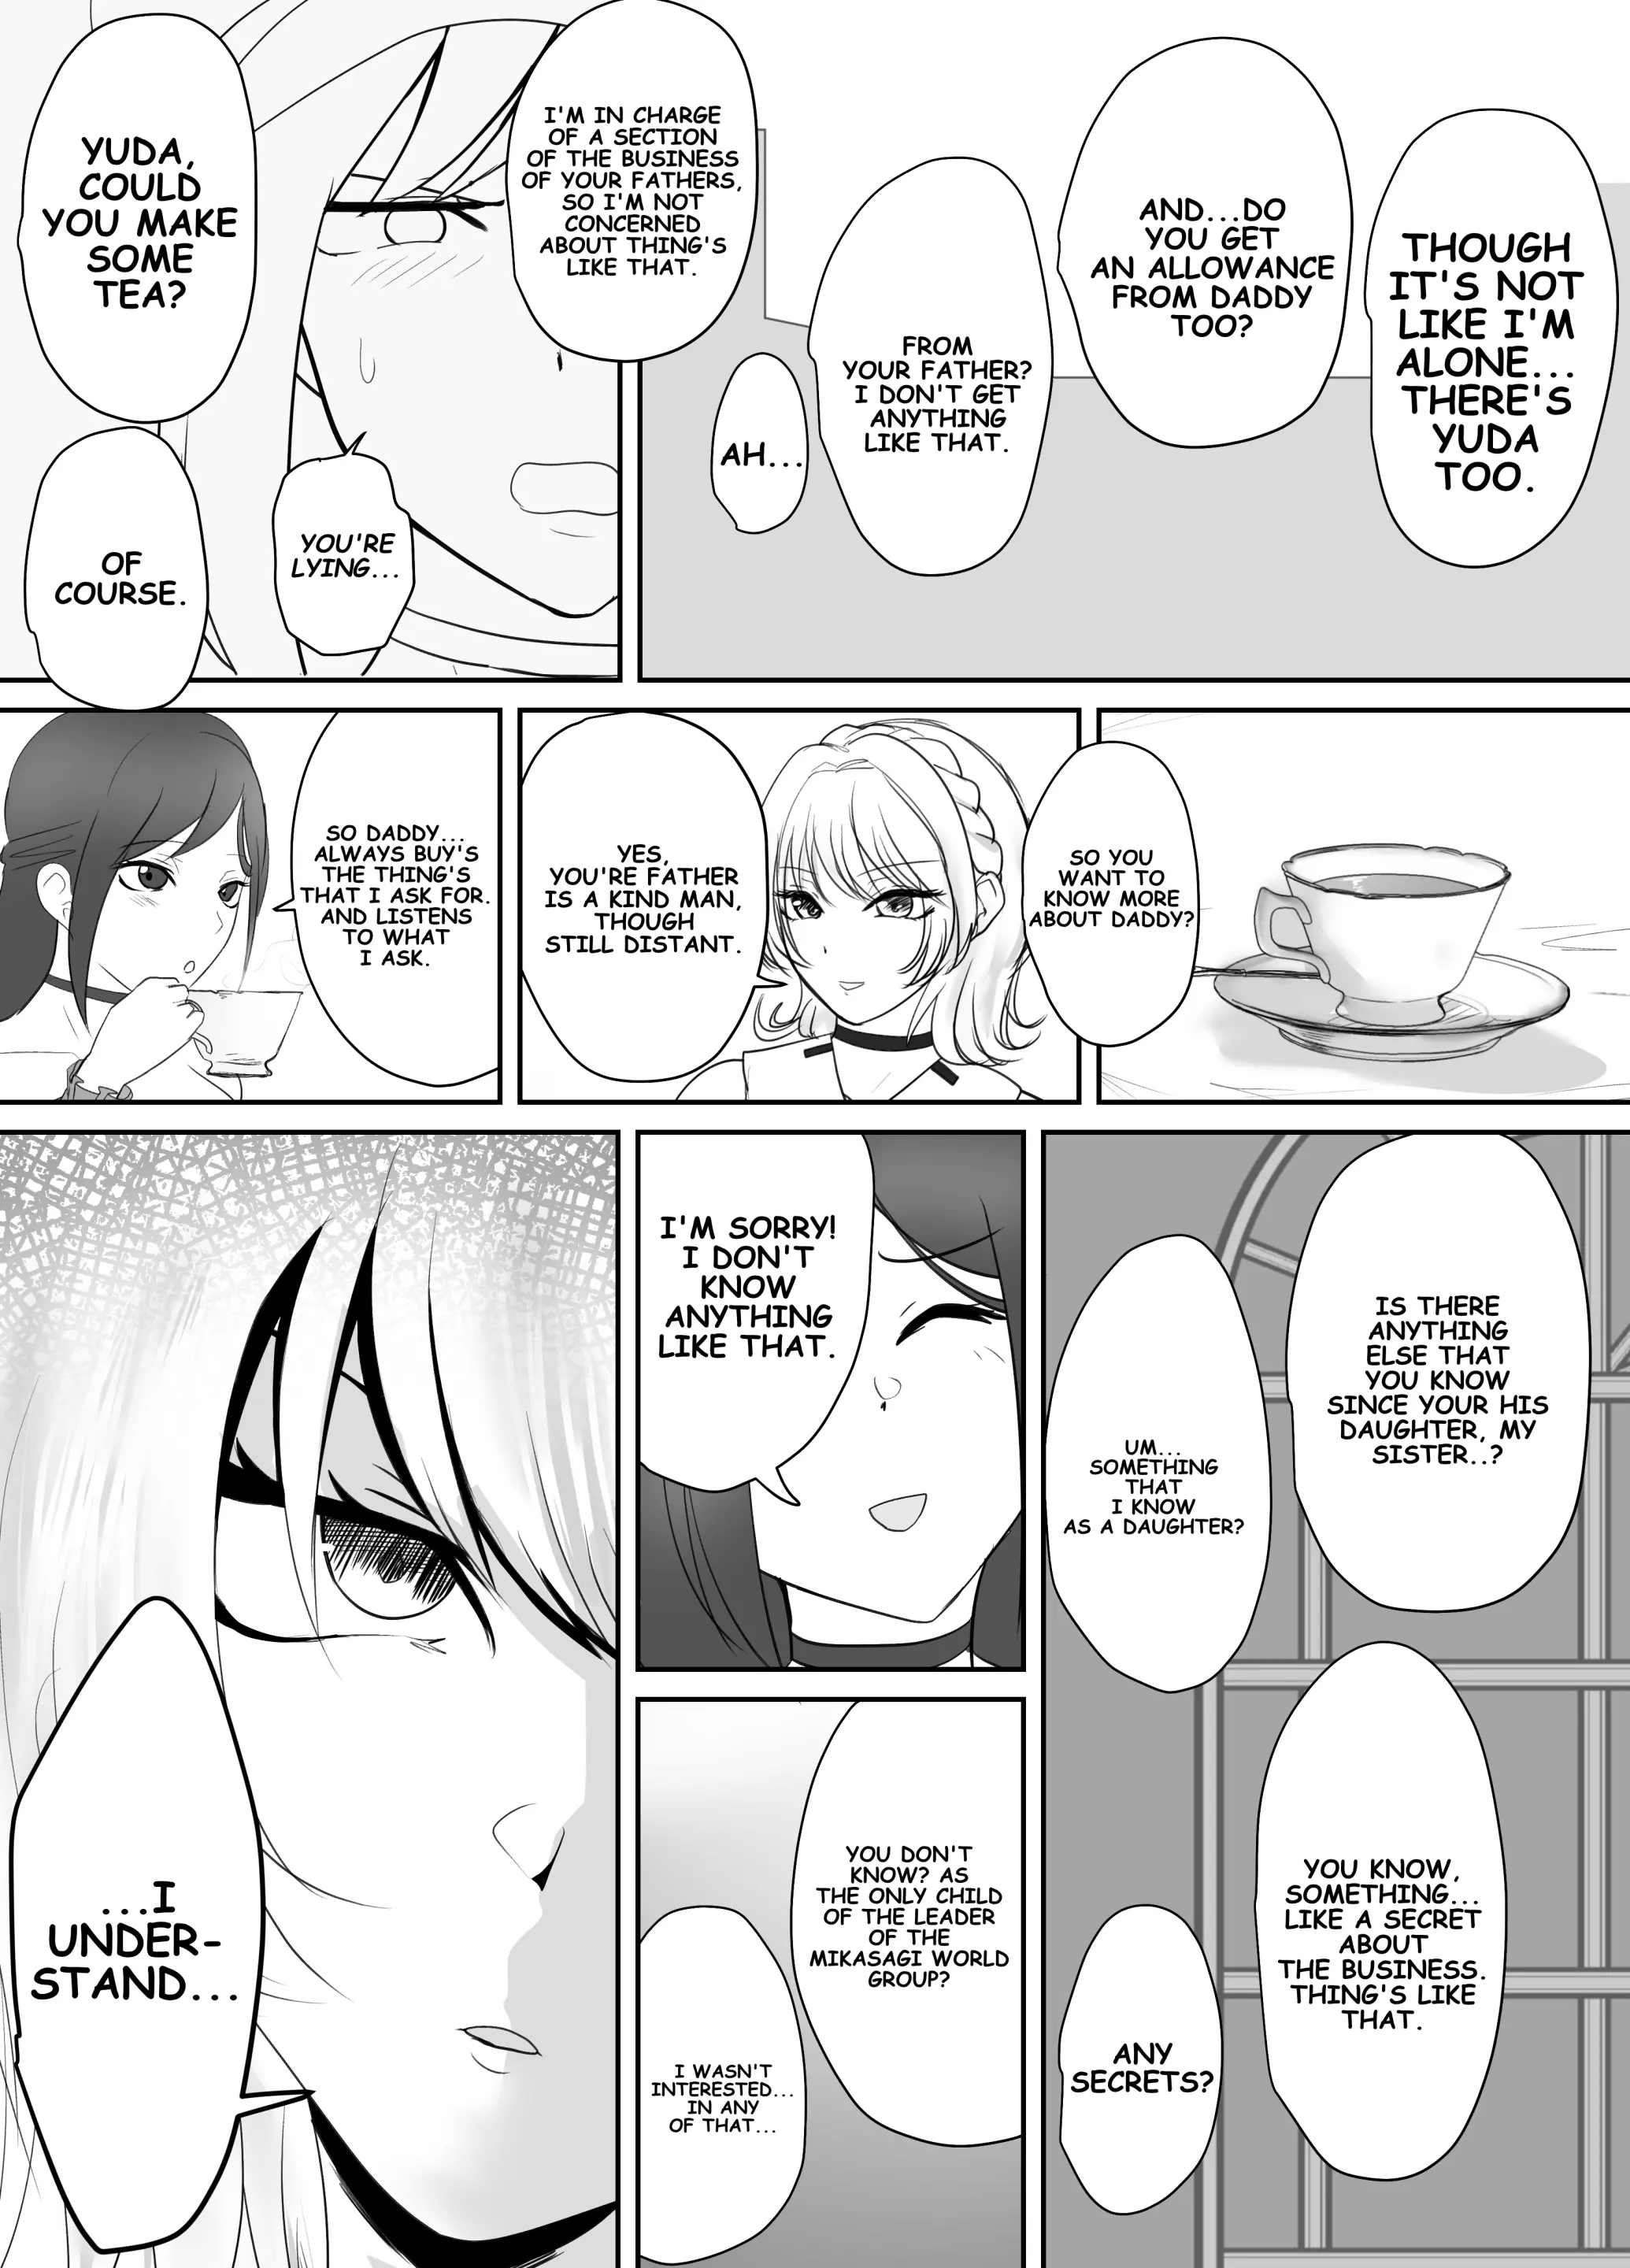 THOUGH
IT'S NOT
LIKE I'M
ALONE...
THERE'S
YUDA
TOO.
AND...DO
YOU GET
AN ALLOWANCE
FROM DADDY
TOO?
FROM
YOUR FATHER?
I DON'T GET
ANYTHING
LIKE THAT.
AH...
I'M IN CHARGE
OF A SECTION
OF THE BUSINESS
OF YOUR FATHERS,
SO I'M NOT
CONCERNED
ABOUT THING'S
LIKE THAT.
YOU'RE
LYING...
YUDA,
COULD
YOU MAKE
SOME
TEA?
OF
COURSE.
SO YOU
WANT TO
KNOW MORE
ABOUT DADDY?
YES,
YOU'RE FATHER
IS A KIND MAN,
THOUGH
STILL DISTANT.
SO DADDY...
ALWAYS BUY'S
THE THING'S
THAT I ASK FOR.
AND LISTENS
TO WHAT
I ASK.
IS THERE
ANYTHING
ELSE THAT
YOU KNOW
SINCE YOUR HIS
DAUGHTER, MY
SISTER..?
UM...
SOMETHING
THAT
I KNOW
AS A DAUGHTER?
YOU KNOW,
SOMETHING...
LIKE A SECRET
ABOUT
THE BUSINESS.
THING'S LIKE
THAT.
ANY
SECRETS?
I'M SORRY!
I DON'T
KNOW
ANYTHING
LIKE THAT.
YOU DON'T
KNOW? AS
THE ONLY CHILD
OF THE LEADER
OF THE
MIKASAGI WORLD
GROUP?
I WASN'T
INTERESTED...
IN ANY
OF THAT...
...I
UNDER-
STAND...